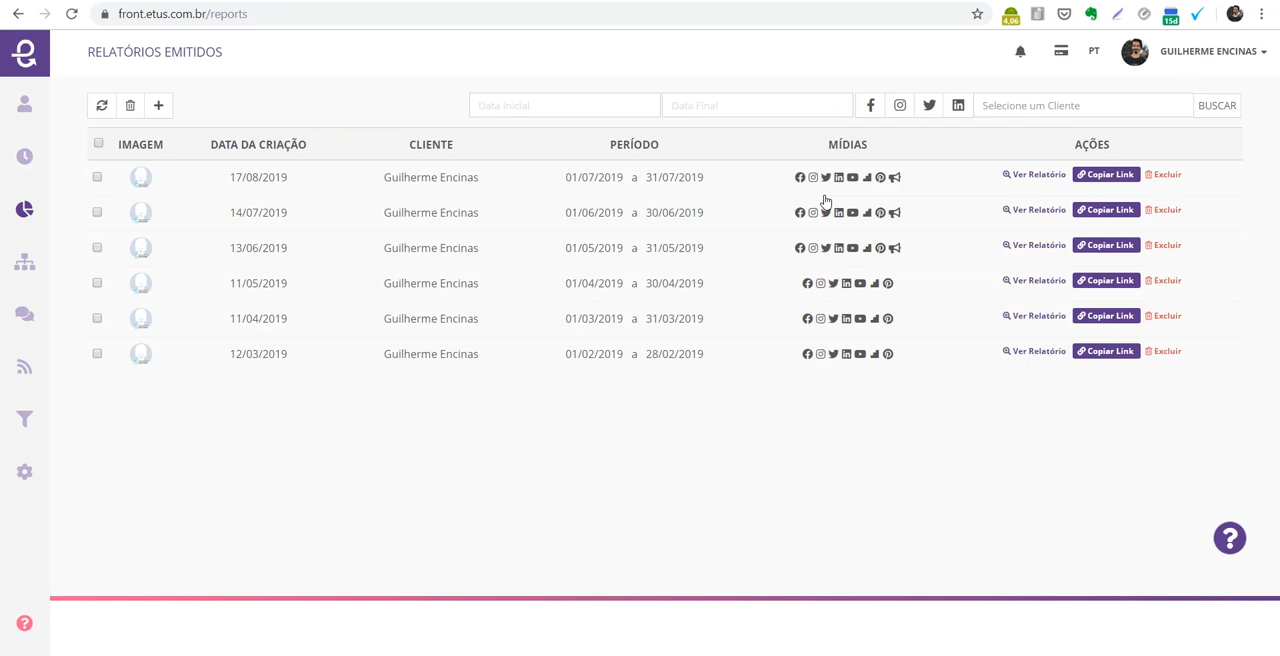 front.etus.com.br/reports
4,06
15d
RELATÓRIOS EMITIDOS
PT
GUILHERME ENCINAS
Data Inicial
Data Final
Selecione um Cliente
BUSCAR
IMAGEM DATA DA CRIAÇÃO CLIENTE PERÍODO MÍDIAS AÇÕES
17/08/2019 Guilherme Encinas 01/07/2019 a 31/07/2019 Ver Relatório Copiar Link Excluir
14/07/2019 Guilherme Encinas 01/06/2019 a 30/06/2019 Ver Relatório Copiar Link Excluir
13/06/2019 Guilherme Encinas 01/05/2019 a 31/05/2019 Ver Relatório Copiar Link Excluir
11/05/2019 Guilherme Encinas 01/04/2019 a 30/04/2019 Ver Relatório Copiar Link Excluir
11/04/2019 Guilherme Encinas 01/03/2019 a 31/03/2019 Ver Relatório Copiar Link Excluir
12/03/2019 Guilherme Encinas 01/02/2019 a 28/02/2019 Ver Relatório Copiar Link Excluir